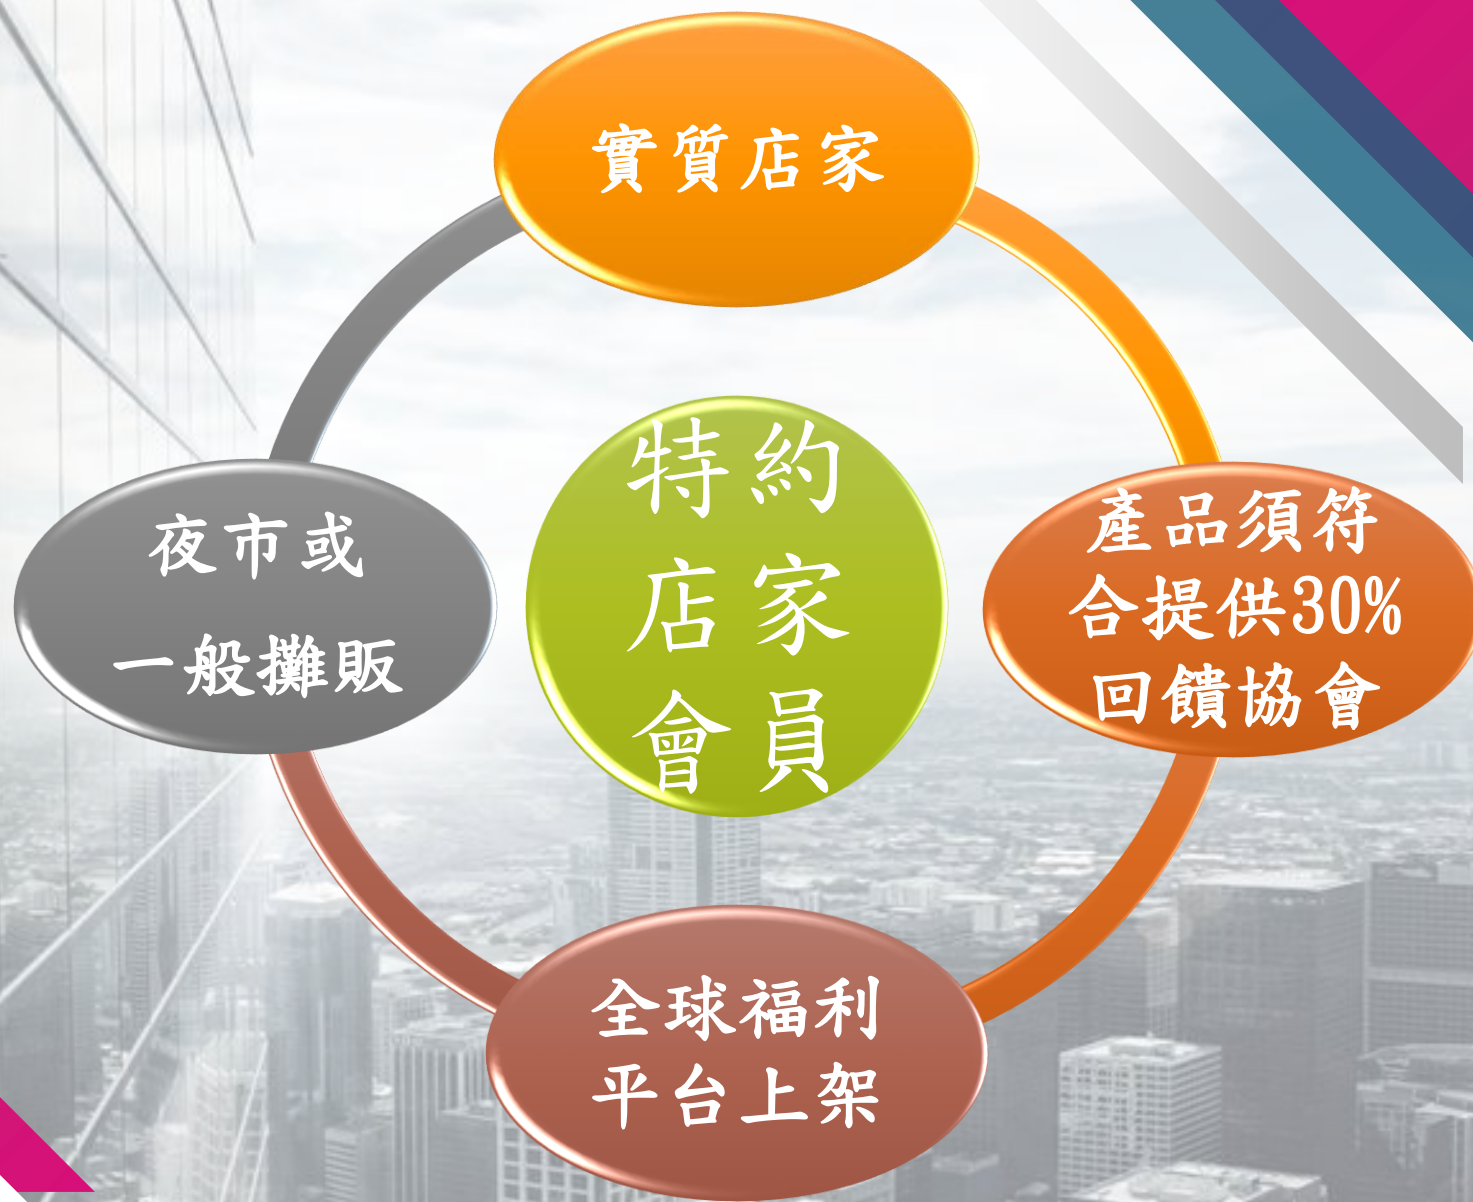 實質店家
特約
店家
會員
產品須符
合提供30%
回饋協會
全球福利
平台上架
夜市或
一般攤販